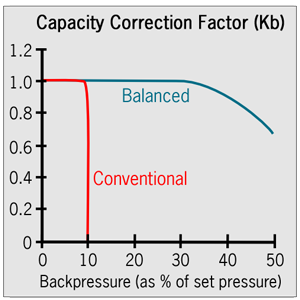 Capacity Correction Factor (Kb)
1.2
1.0
0.8
0.6
0.4
0.2
0
Balanced
Conventional
0 10 20 30 40 50
Backpressure (as % of set pressure)